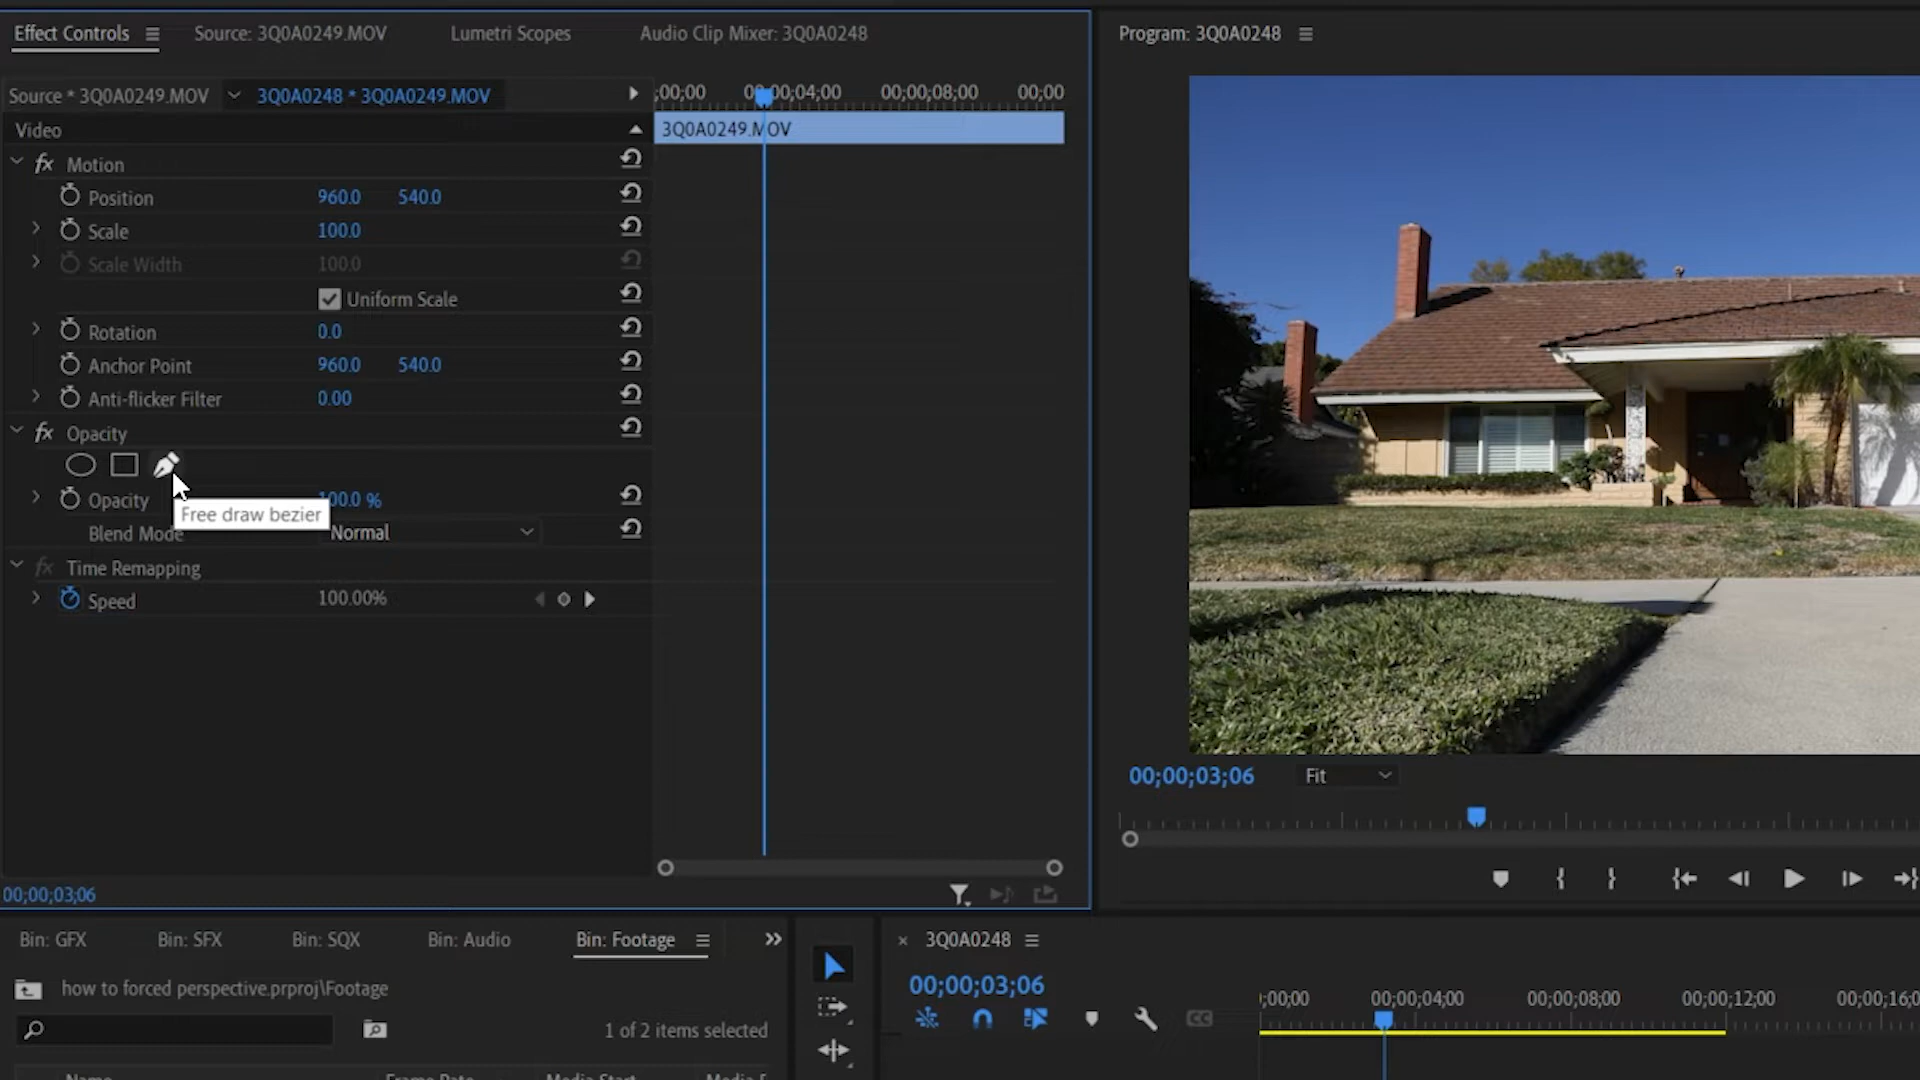 Effect Controls
Source: 3Q0A0249.MOV
Lumetri Scopes
Audio Clip Mixer: 3Q0A0248
Program: 3Q0A0248
Source * 3Q0A0249.MOV
3Q0A0248 * 3Q0A0249.MOV
;00;00
00;00;04;00
00;00;08;00
00;00
Video
3Q0A0249.MOV
fx Motion
Position 960.0 540.0
Scale 100.0
Scale Width 100.0
Uniform Scale
Rotation 0.0
Anchor Point 960.0 540.0
Anti-flicker Filter 0.00
fx Opacity
Opacity 100.0 %
Free draw bezier
Blend Mode Normal
fx Time Remapping
Speed 100.00%
00;00;03;06
Fit
00;00;03;06
Bin: GFX
Bin: SFX
Bin: SQX
Bin: Audio
Bin: Footage
3Q0A0248
how to forced perspective.prproj\Footage
00;00;03;06
1 of 2 items selected
CC
;00;00
00;00;04;00
00;00;08;00
00;00;12;00
00;00;16;0
Name
Frame Rate
Media Start
Media